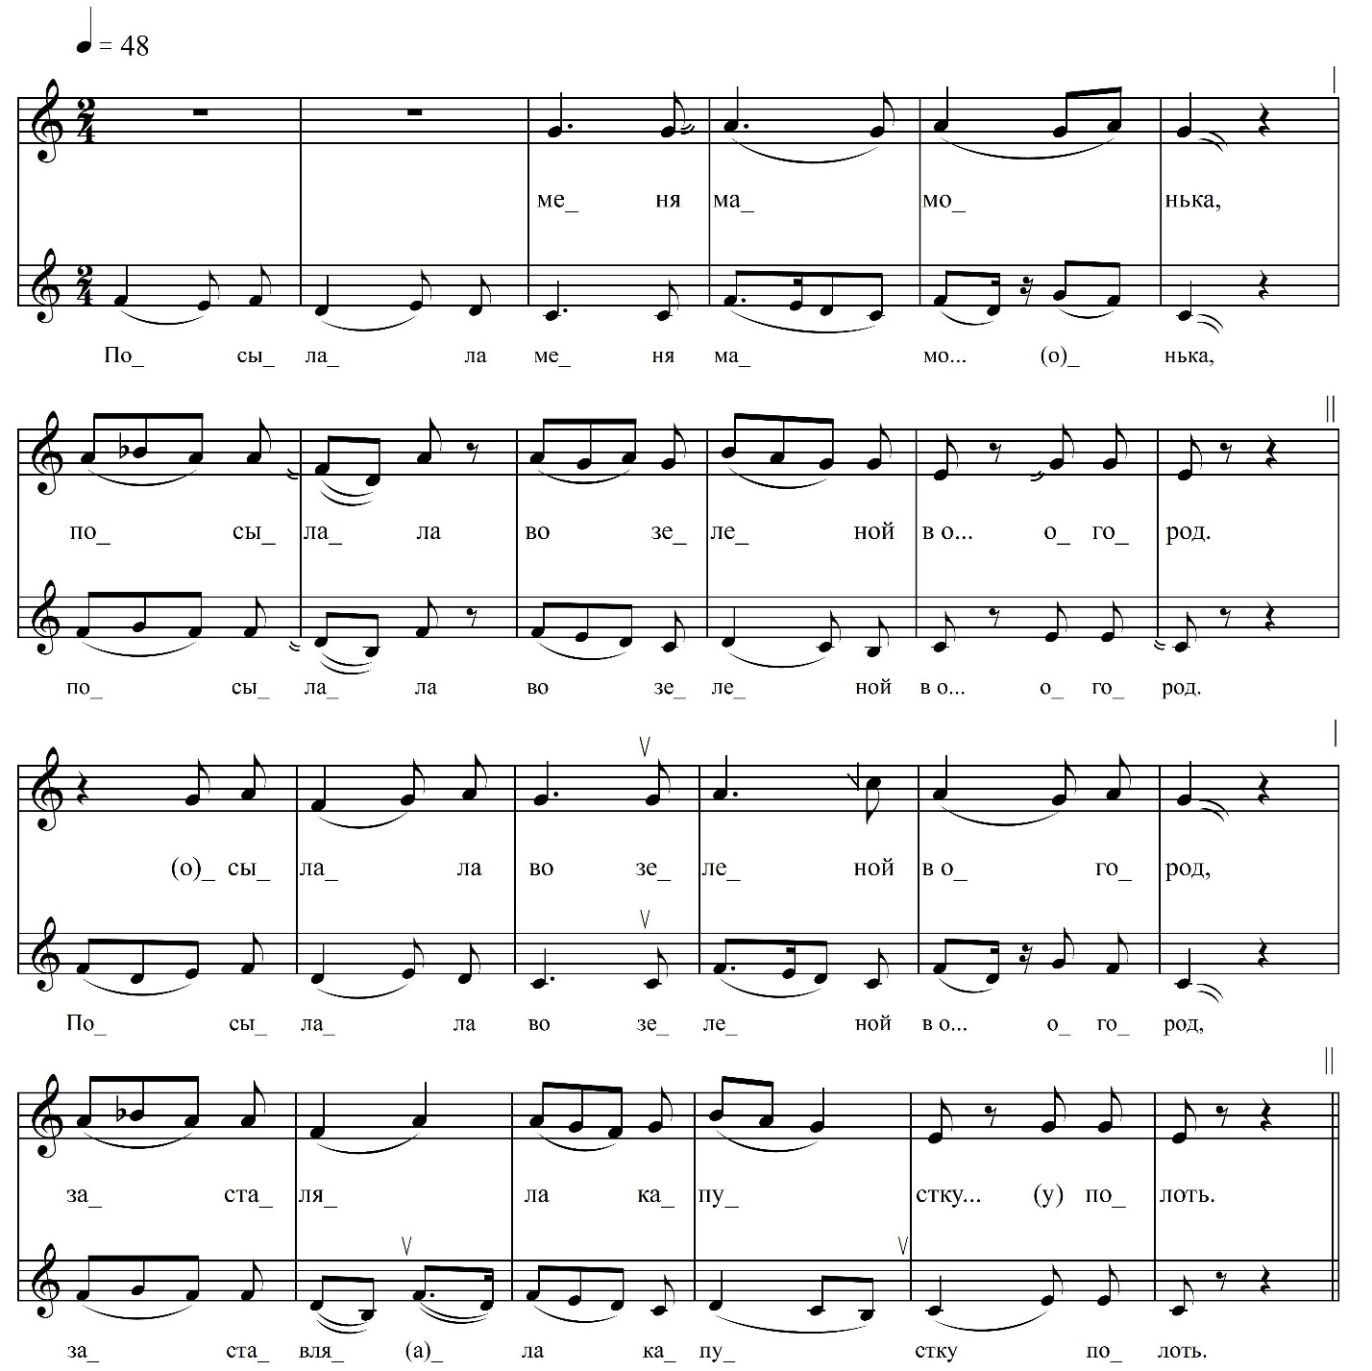 = 48
ме_ ня ма_ мо_ нька,
По_ сы_ ла_ ла ме_ ня ма_ мо... (о)_ нька,
по_ сы_ ла_ ла во зе_ ле_ ной в о... о_ го_ род.
по_ сы_ ла_ ла во зе_ ле_ ной в о... о_ го_ род.
(о)_ сы_ ла_ ла во зе_ ле_ ной в о_ го_ род,
По_ сы_ ла_ ла во зе_ ле_ ной в о... о_ го_ род,
за_ ста_ ля_ ла ка_ пу_ стку... (у) по_ лоть.
за_ ста_ вля_ (а)_ ла ка_ пу_ стку по_ лоть.